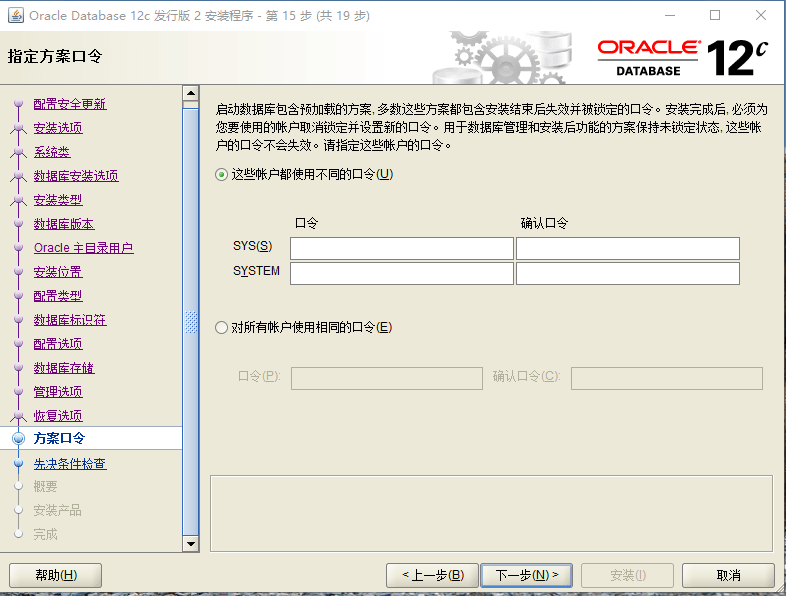 Oracle Database 12c 发行版 2 安装程序 - 第 15 步 (共 19 步)
指定方案口令
ORACLE®
DATABASE
12c
配置安全更新
安装选项
系统类
数据库安装选项
安装类型
数据库版本
Oracle 主目录用户
安装位置
配置类型
数据库标识符
配置选项
数据库存储
管理选项
恢复选项
方案口令
先决条件检查
概要
安装产品
完成
启动数据库包含预加载的方案, 多数这些方案都包含安装结束后失效并被锁定的口令。安装完成后, 必须为
您要使用的帐户取消锁定并设置新的口令。用于数据库管理和安装后功能的方案保持未锁定状态, 这些帐
户的口令不会失效。请指定这些帐户的口令。
这些帐户都使用不同的口令(U)
口令 确认口令
SYS(S)
SYSTEM
对所有帐户使用相同的口令(E)
口令(P): 确认口令(C):
帮助(H) < 上一步(B) 下一步(N) > 安装(I) 取消